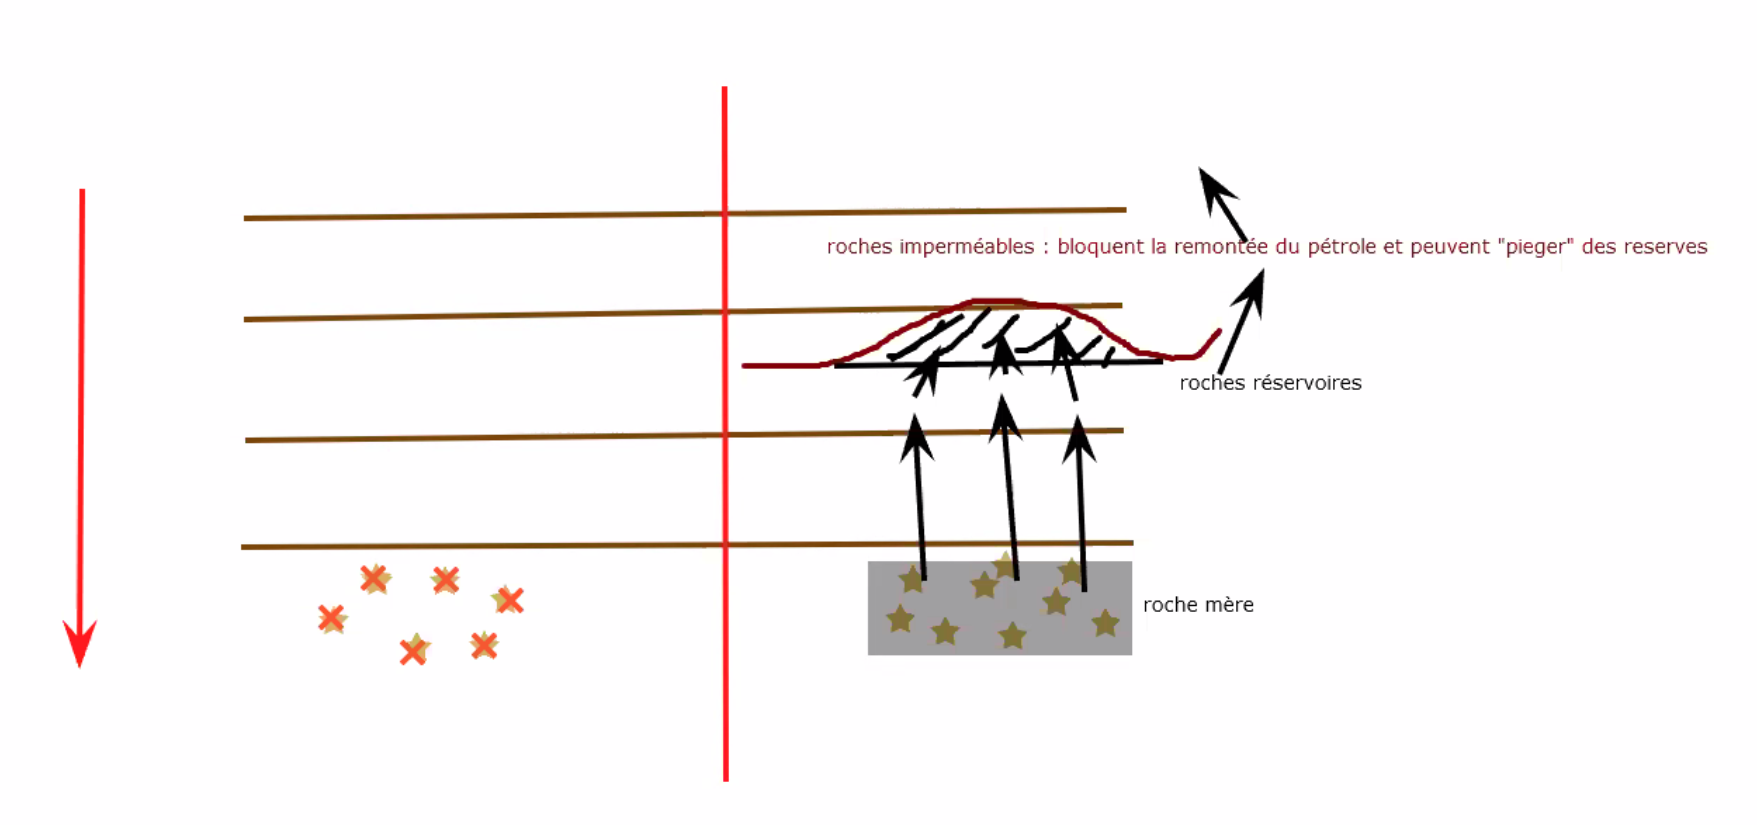 roches imperméables : bloquent la remontée du pétrole et peuvent "pieger" des reserves
roches réservoires
roche mère